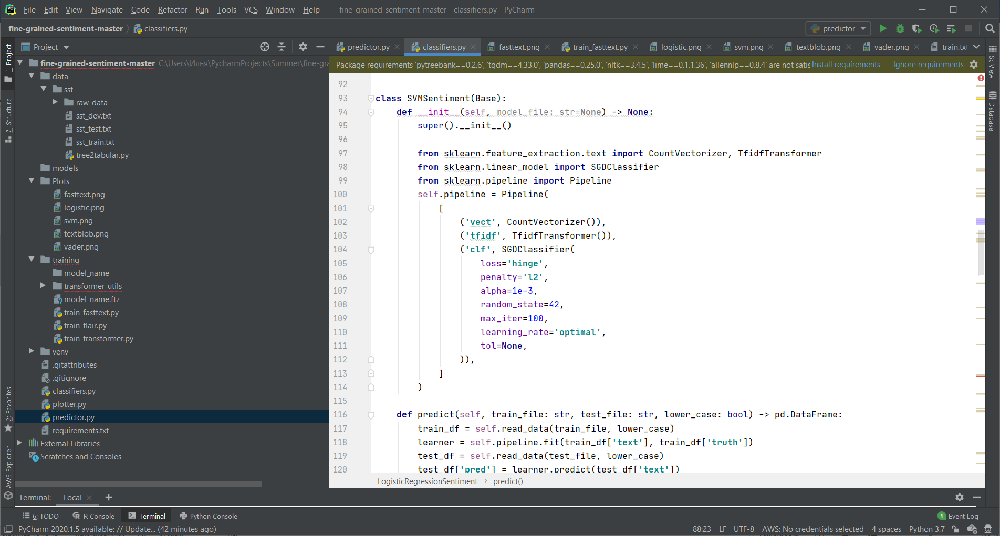 File Edit View Navigate Code Refactor Run Tools VCS Window Help fine-grained-sentiment-master - classifiers.py - PyCharm
fine-grained-sentiment-master classifiers.py predictor
1: Project
7: Structure
2: Favorites
AWS Explorer
Project
fine-grained-sentiment-master C:\Users\Илья\PycharmProjects\Summer\fine-gra
data
sst
raw_data
sst_dev.txt
sst_test.txt
sst_train.txt
tree2tabular.py
models
Plots
fasttext.png
logistic.png
svm.png
textblob.png
vader.png
training
model_name
transformer_utils
model_name.ftz
train_fasttext.py
train_flair.py
train_transformer.py
venv
.gitattributes
.gitignore
classifiers.py
plotter.py
predictor.py
requirements.txt
External Libraries
Scratches and Consoles
predictor.py classifiers.py fasttext.png train_fasttext.py logistic.png svm.png textblob.png vader.png train.txt
Package requirements 'pytreebank==0.2.6', 'tqdm==4.33.0', 'pandas==0.25.0', 'nltk==3.4.5', 'lime==0.1.1.36', 'allennlp==0.8.4' are not satis Install requirements Ignore requirements
92
93 class SVMSentiment(Base):
94 def __init__(self, model_file: str=None) -> None:
95 super().__init__()
96
97 from sklearn.feature_extraction.text import CountVectorizer, TfidfTransformer
98 from sklearn.linear_model import SGDClassifier
99 from sklearn.pipeline import Pipeline
100 self.pipeline = Pipeline(
101 [
102 ('vect', CountVectorizer()),
103 ('tfidf', TfidfTransformer()),
104 ('clf', SGDClassifier(
105 loss='hinge',
106 penalty='l2',
107 alpha=1e-3,
108 random_state=42,
109 max_iter=100,
110 learning_rate='optimal',
111 tol=None,
112 )),
113 ]
114 )
115
116 def predict(self, train_file: str, test_file: str, lower_case: bool) -> pd.DataFrame:
117 train_df = self.read_data(train_file, lower_case)
118 learner = self.pipeline.fit(train_df['text'], train_df['truth'])
119 test_df = self.read_data(test_file, lower_case)
120 test_df['pred'] = learner.predict(test_df['text'])
LogisticRegressionSentiment predict()
SciView
Database
Terminal: Local
6: TODO R Console Terminal Python Console 1 Event Log
PyCharm 2020.1.5 available: // Update... (42 minutes ago) 88:23 LF UTF-8 AWS: No credentials selected 4 spaces Python 3.7